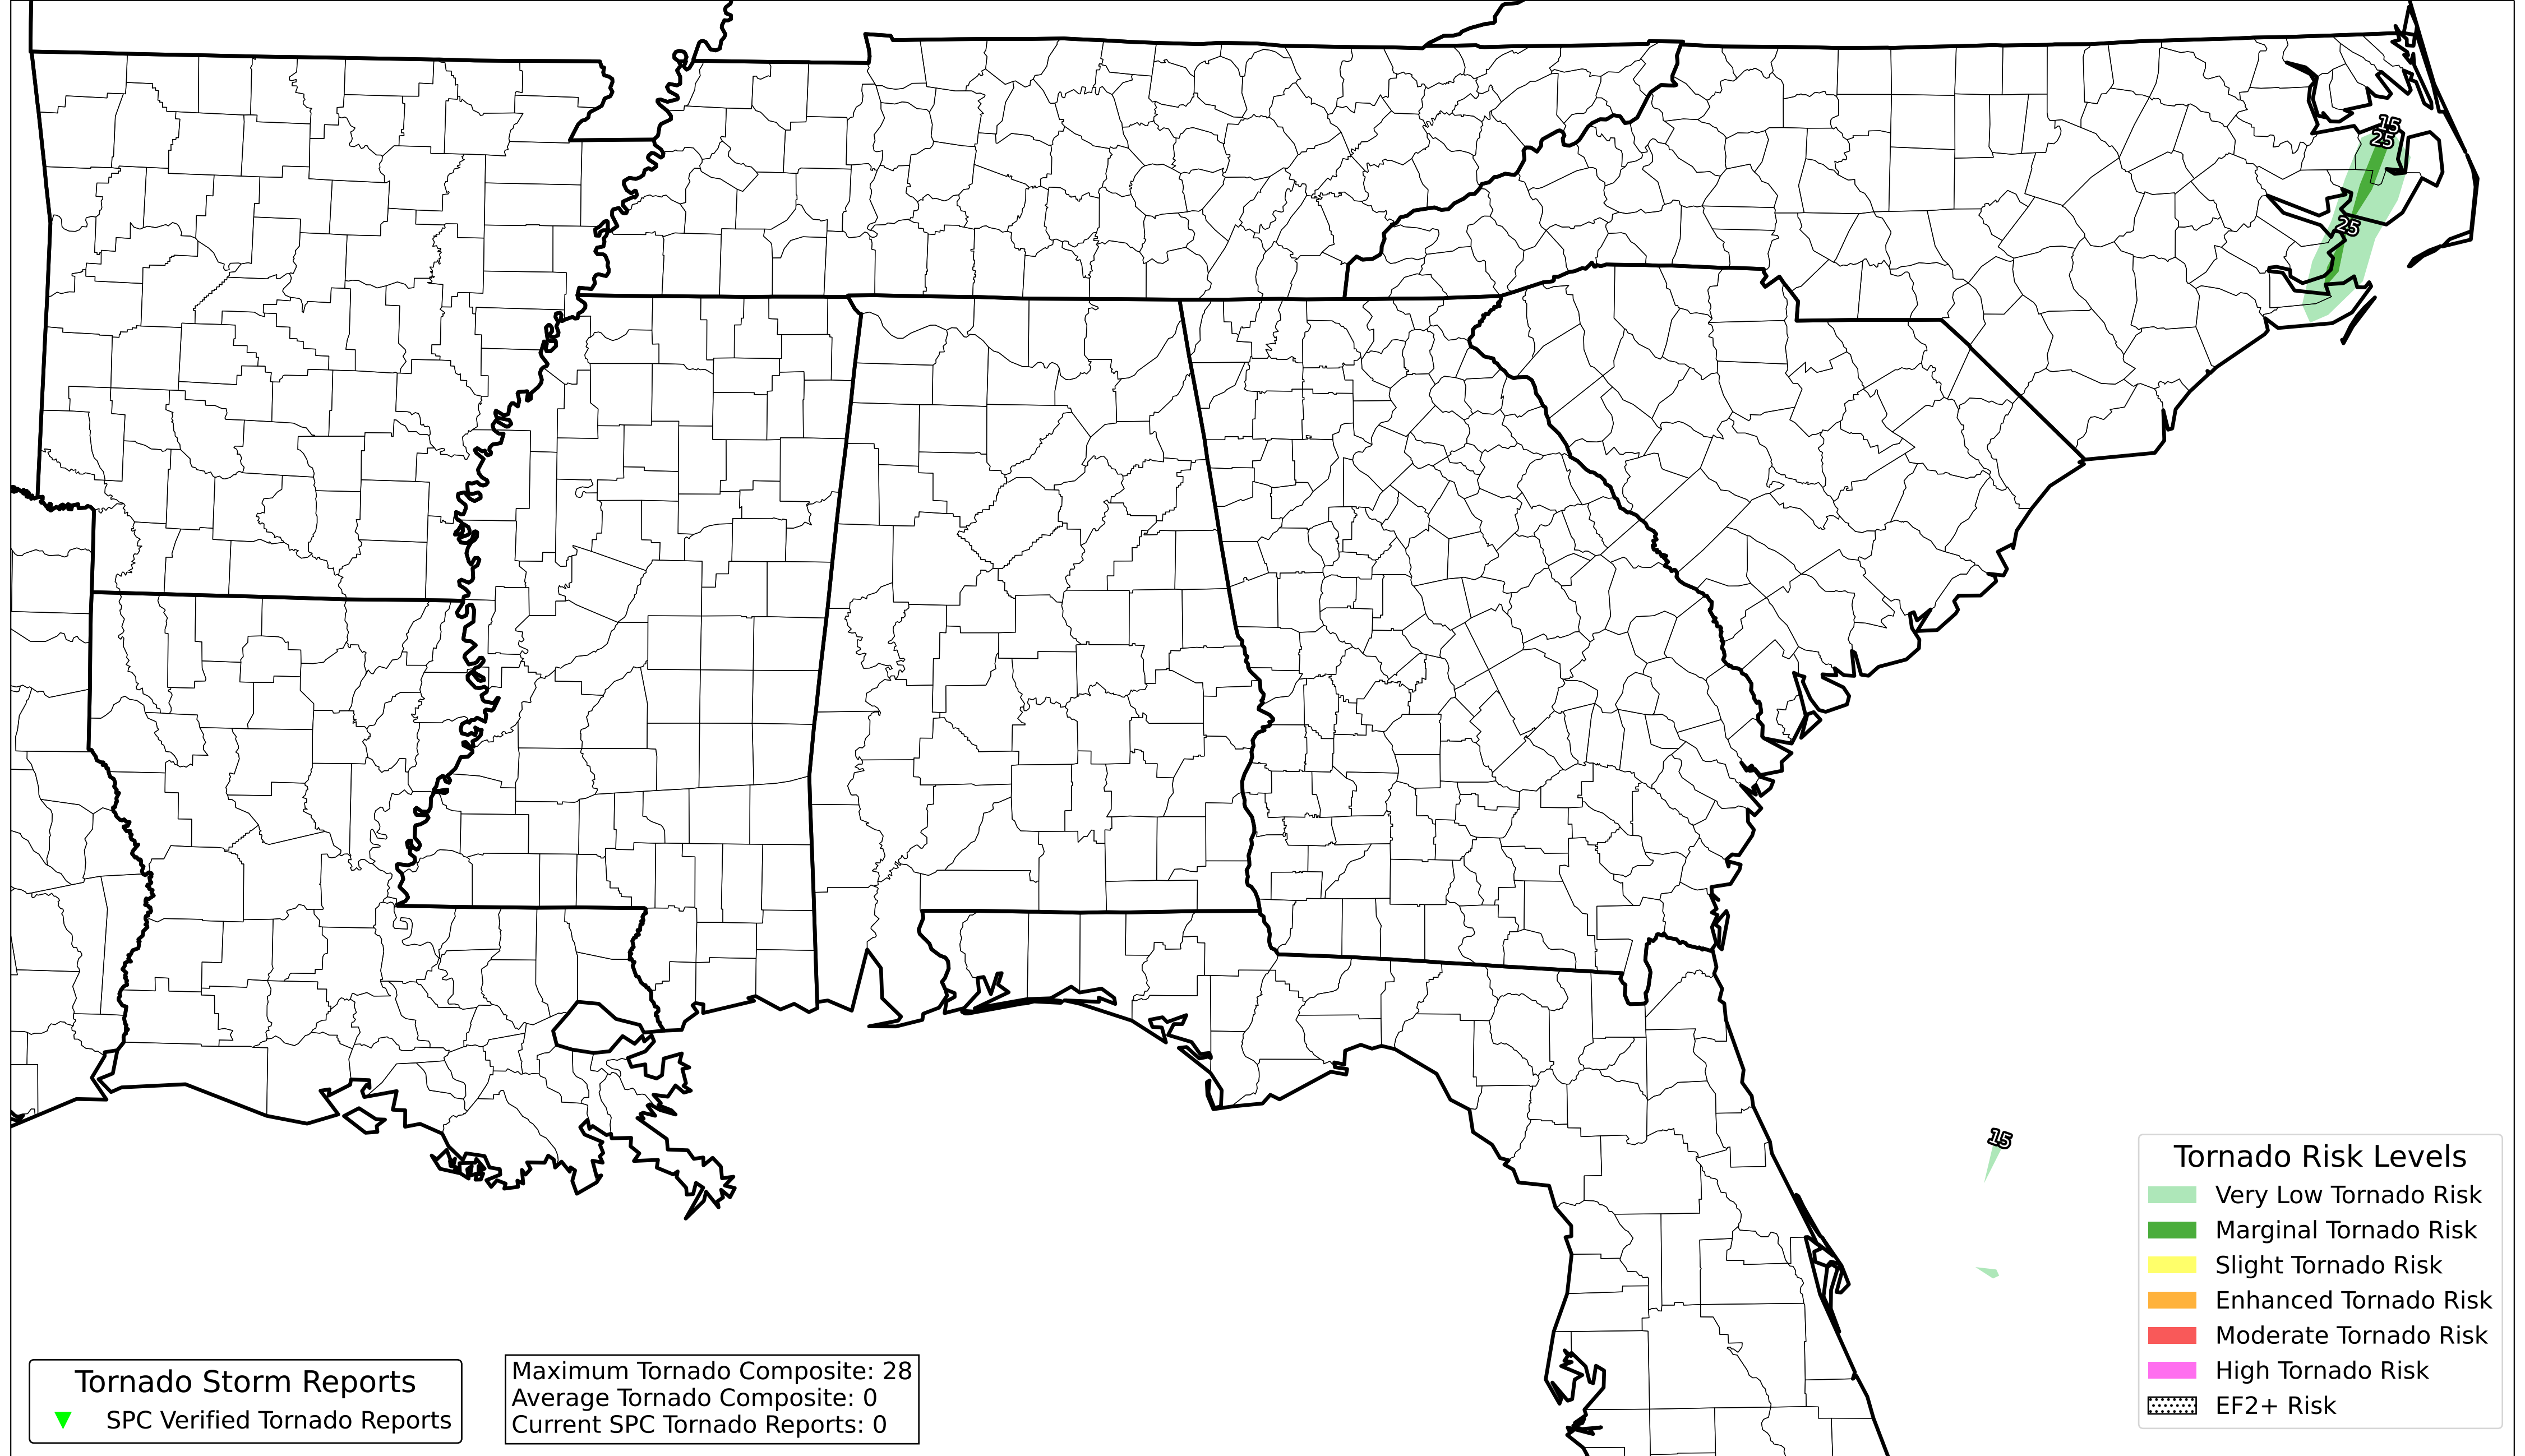 15
25
25
15
Tornado Risk Levels
Very Low Tornado Risk
Marginal Tornado Risk
Slight Tornado Risk
Enhanced Tornado Risk
Moderate Tornado Risk
High Tornado Risk
EF2+ Risk
Tornado Storm Reports
SPC Verified Tornado Reports
Maximum Tornado Composite: 28
Average Tornado Composite: 0
Current SPC Tornado Reports: 0